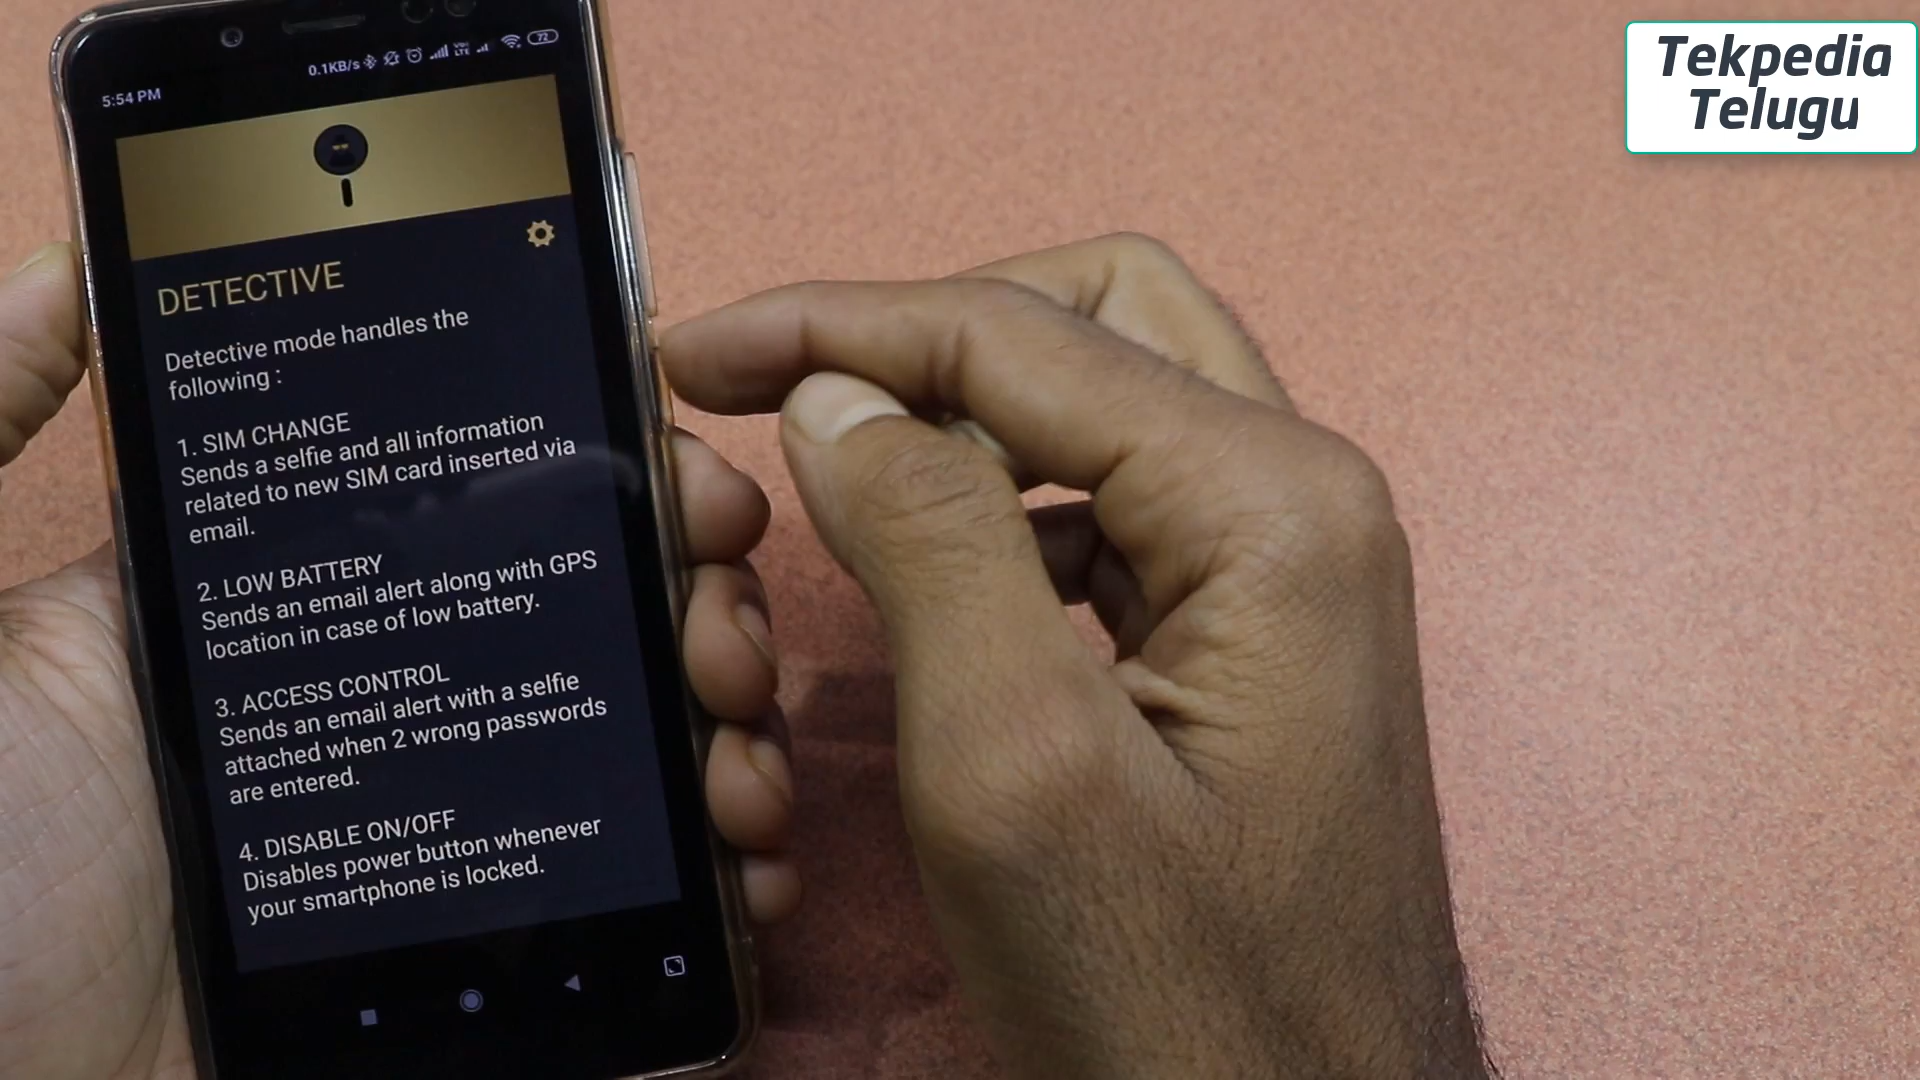 Tekpedia
Telugu
5:54 PM
0.1KB/s
VoLTE
72
DETECTIVE
Detective mode handles the
following :
1. SIM CHANGE
Sends a selfie and all information
related to new SIM card inserted via
email.
2. LOW BATTERY
Sends an email alert along with GPS
location in case of low battery.
3. ACCESS CONTROL
Sends an email alert with a selfie
attached when 2 wrong passwords
are entered.
4. DISABLE ON/OFF
Disables power button whenever
your smartphone is locked.